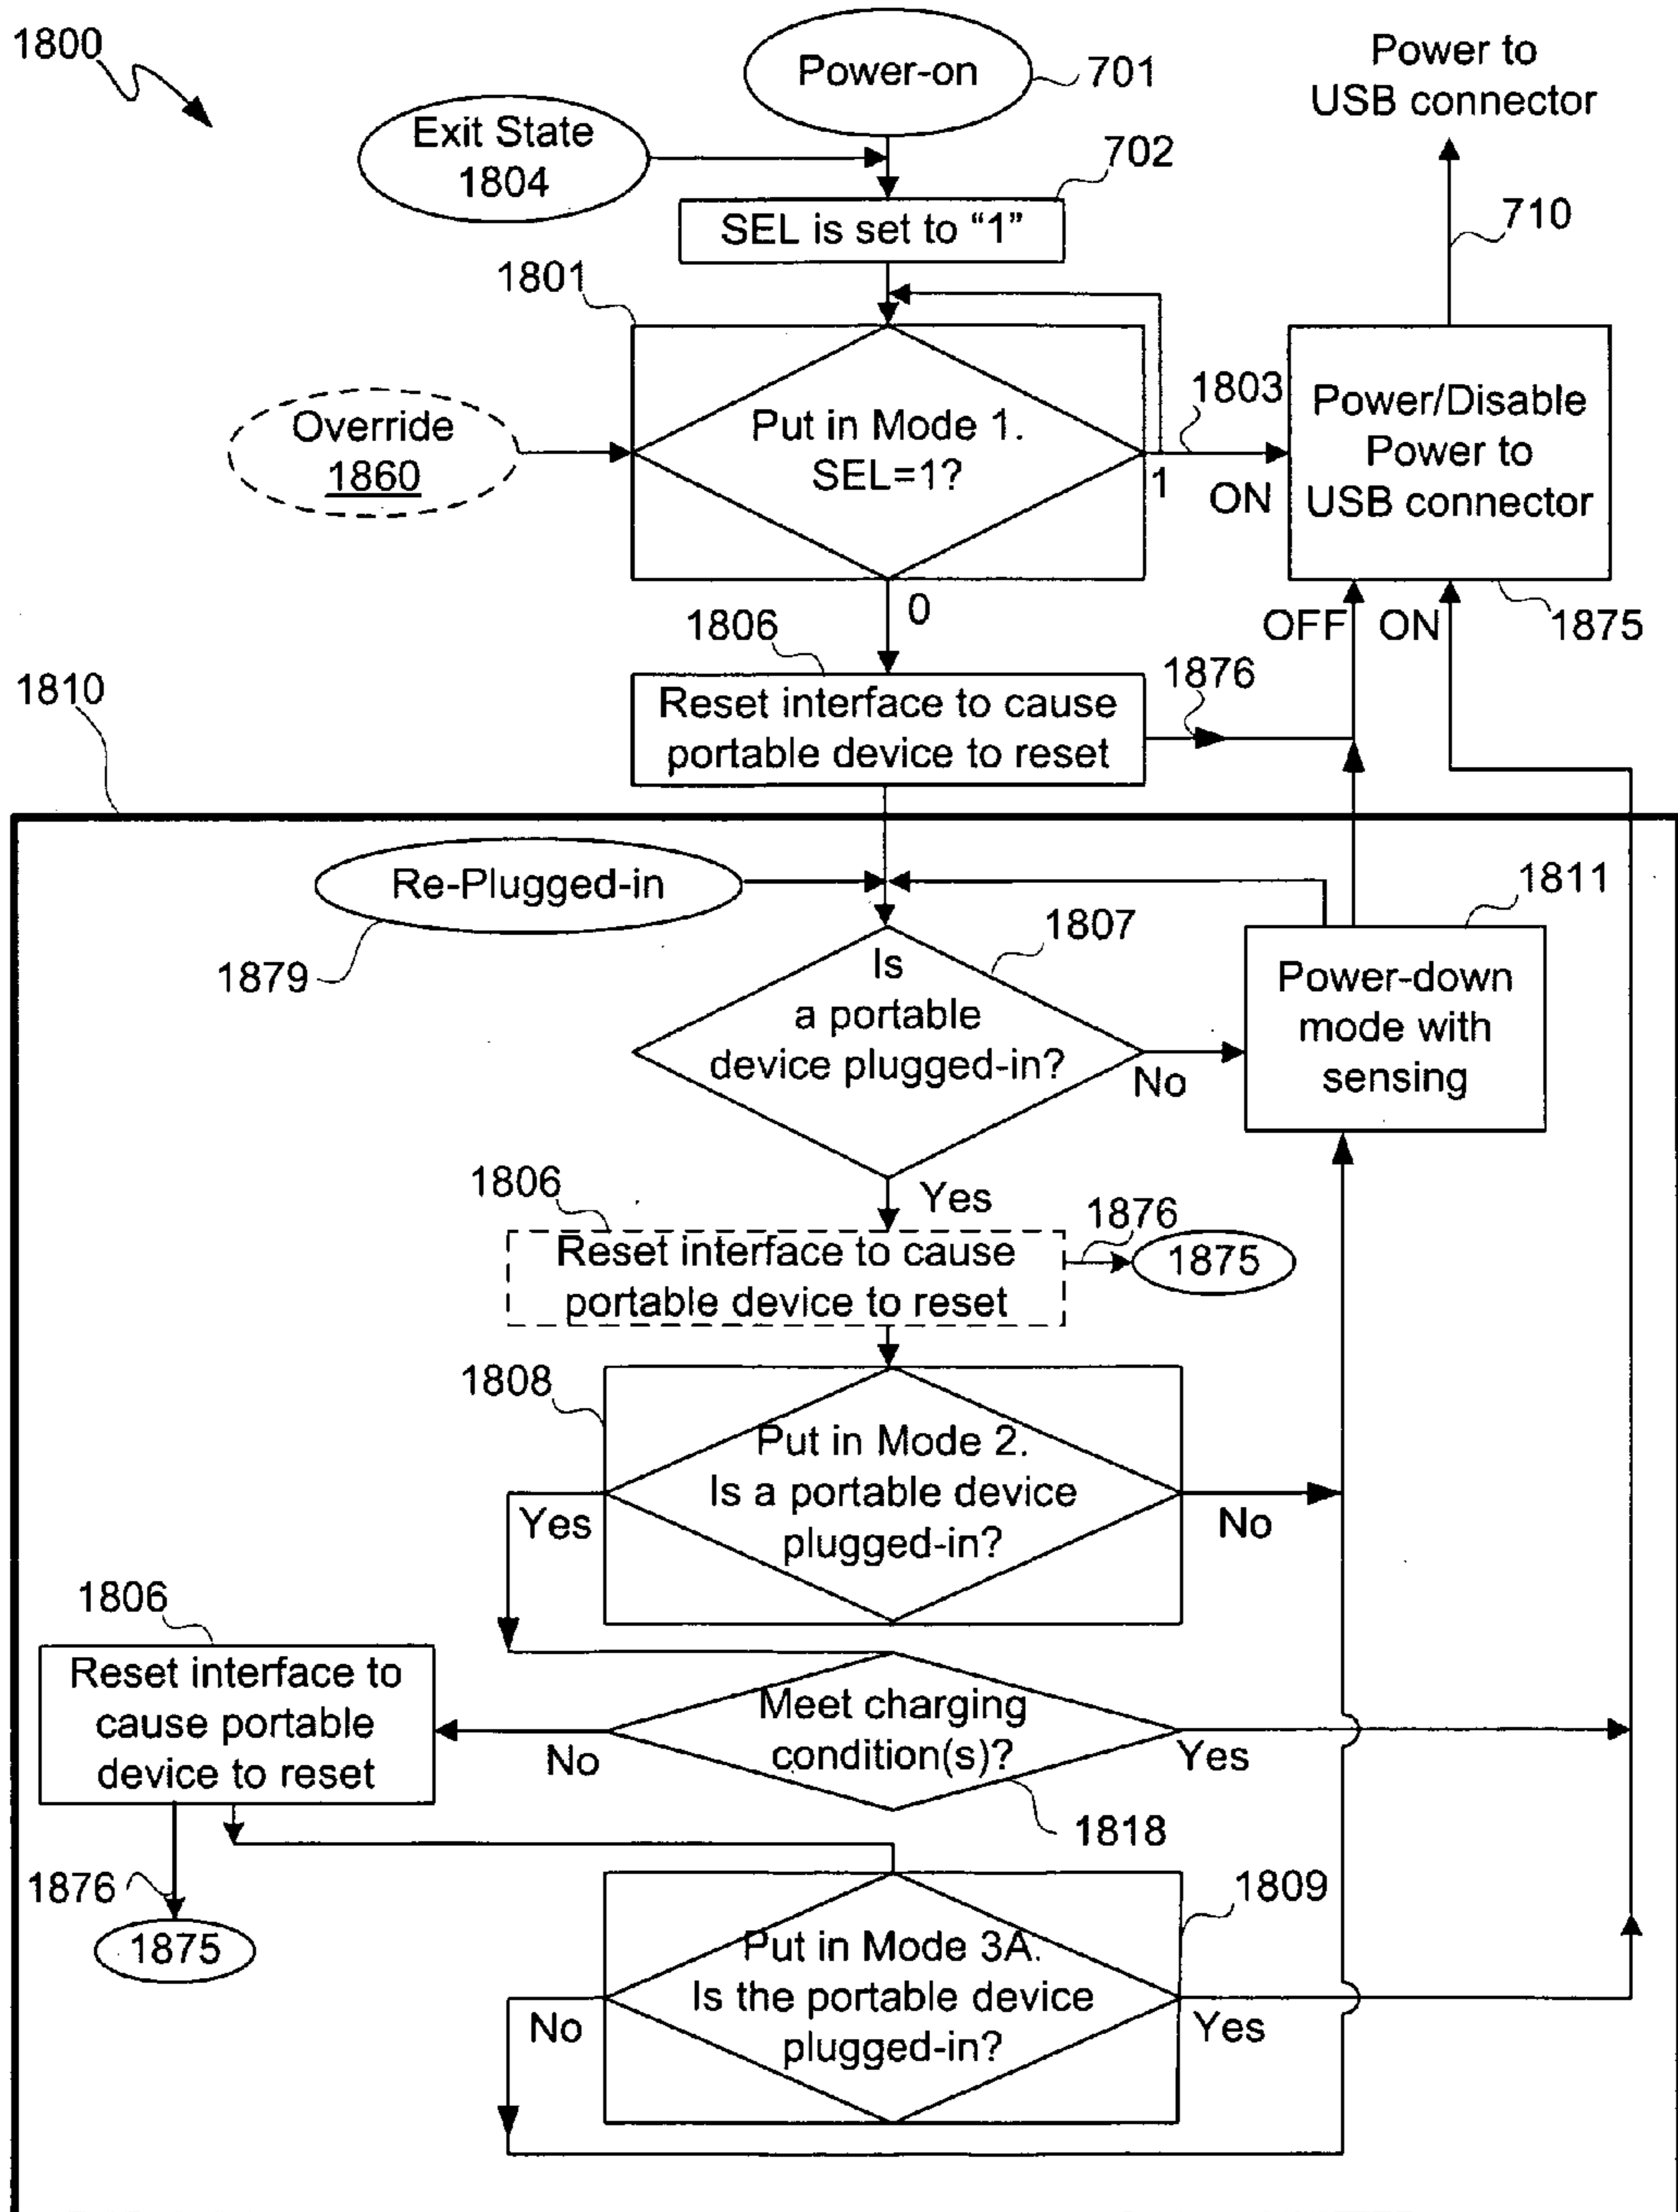 1800
Power-on
701
Power to
USB connector
Exit State
1804
702
SEL is set to “1”
710
1801
1803
Override
1860
Put in Mode 1.
SEL=1?
1
ON
Power/Disable
Power to
USB connector
0
OFF
ON
1875
1806
Reset interface to cause
portable device to reset
1876
1810
Re-Plugged-in
1879
1811
1807
Is
a portable
device plugged-in?
No
Power-down
mode with
sensing
Yes
1806
Reset interface to cause
portable device to reset
1876
1875
1808
Put in Mode 2.
Is a portable device
plugged-in?
Yes
No
1806
Reset interface to
cause portable
device to reset
Meet charging
condition(s)?
No
Yes
1818
1876
1875
1809
Put in Mode 3A.
Is the portable device
plugged-in?
No
Yes